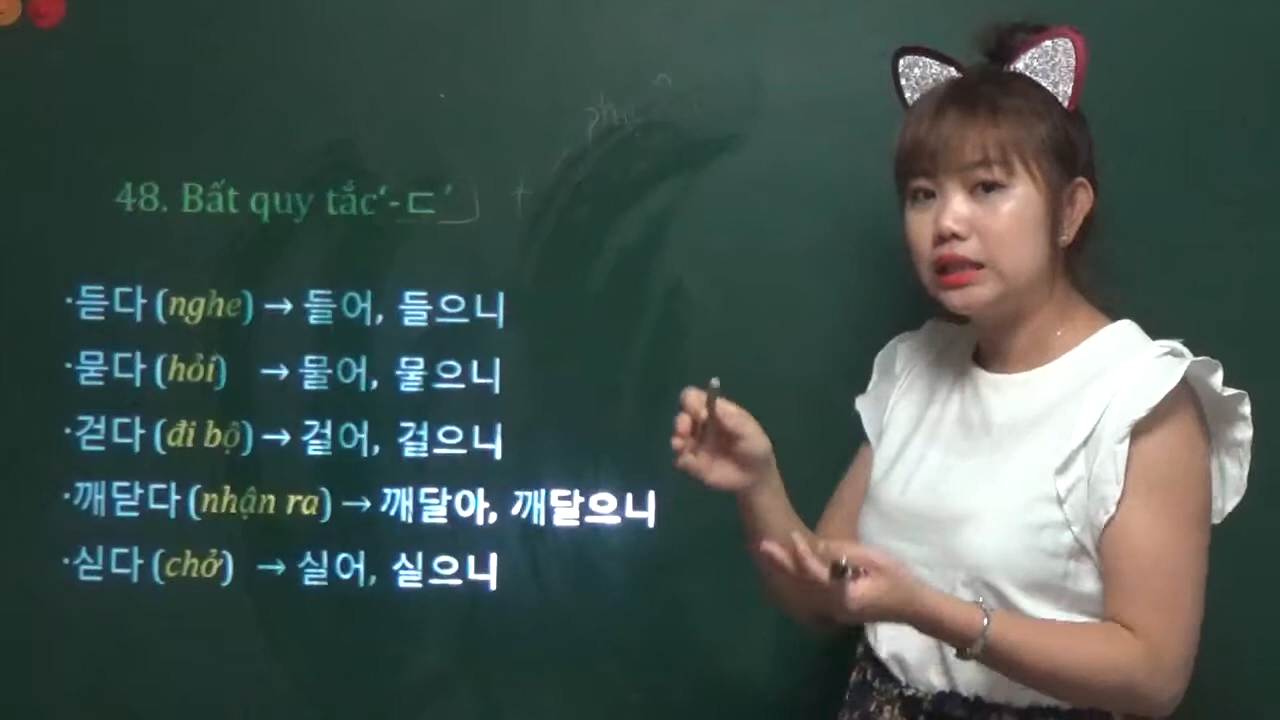 48. Bất quy tắc‘-ㄷ’
·듣다 (nghe) → 들어, 들으니
·묻다 (hỏi) → 물어, 물으니
·걷다 (đi bộ) → 걸어, 걸으니
·깨닫다 (nhận ra) → 깨달아, 깨달으니
·싣다 (chở) → 실어, 실으니